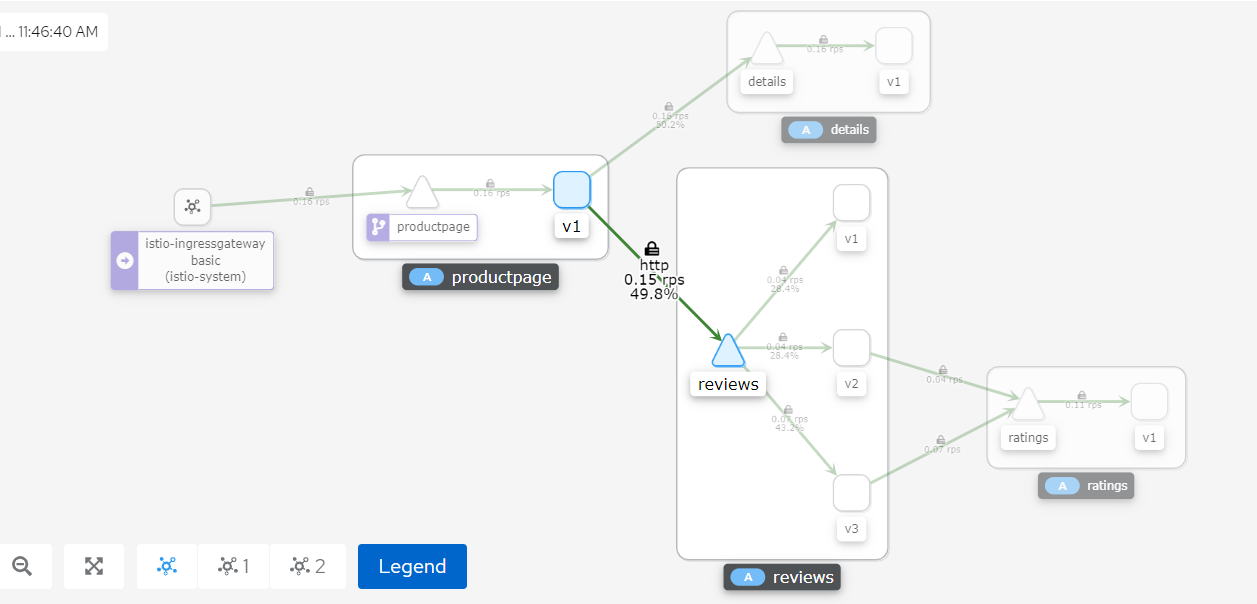 ... 11:46:40 AM
0.16 rps
details
v1
A details
0.16 rps
50.2%
0.16 rps
0.16 rps
istio-ingressgateway
basic
(istio-system)
productpage
v1
A productpage
http
0.15 rps
49.8%
v1
0.04 rps
28.4%
0.04 rps
28.4%
reviews
v2
0.07 rps
43.2%
v3
A reviews
0.04 rps
0.07 rps
0.11 rps
ratings
v1
A ratings
1
2
Legend